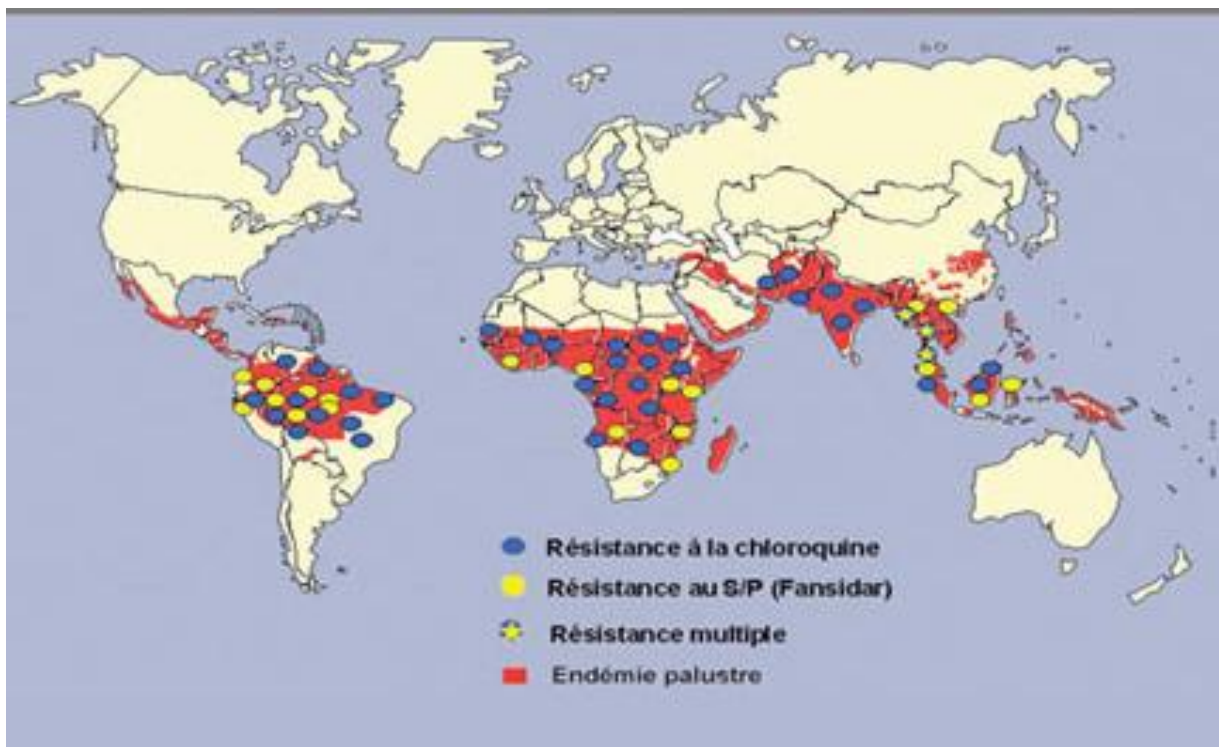 Résistance à la chloroquine
Résistance au S/P (Fansidar)
Résistance multiple
Endémie palustre